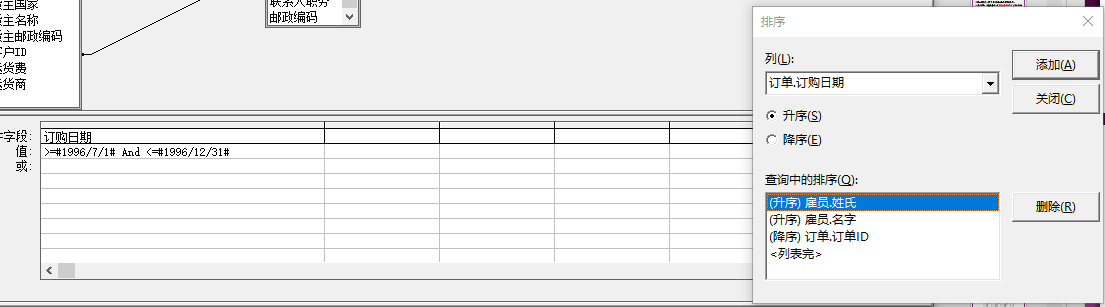 联系人职务
邮政编码
主国家
主名称
主邮政编码
户ID
货费
货商
字段:
订购日期
值:
>=#1996/7/1# And <=#1996/12/31#
或:
排序
列(L):
添加(A)
订单.订购日期
关闭(C)
升序(S)
降序(E)
查询中的排序(Q):
(升序) 雇员.姓氏
(升序) 雇员.名字
(降序) 订单.订单ID
<列表完>
删除(R)